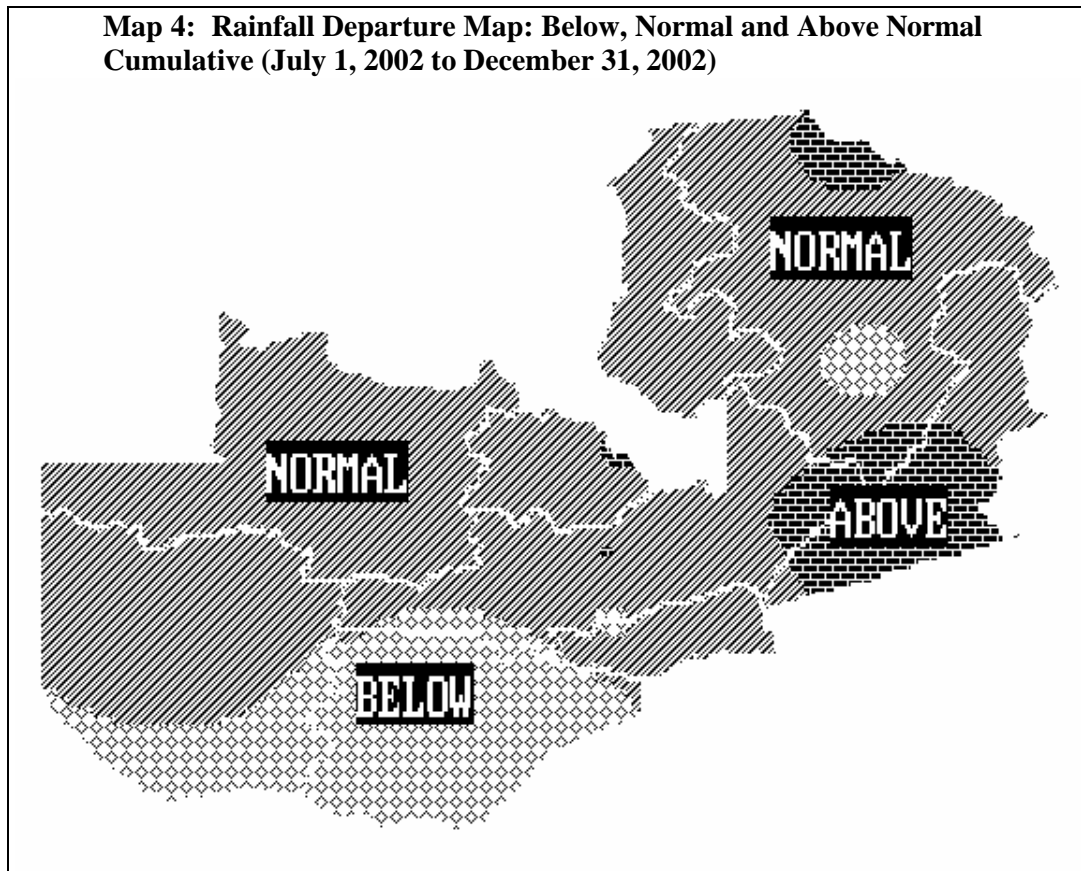 Map 4: Rainfall Departure Map: Below, Normal and Above Normal
Cumulative (July 1, 2002 to December 31, 2002)
NORMAL
NORMAL
ABOVE
BELOW